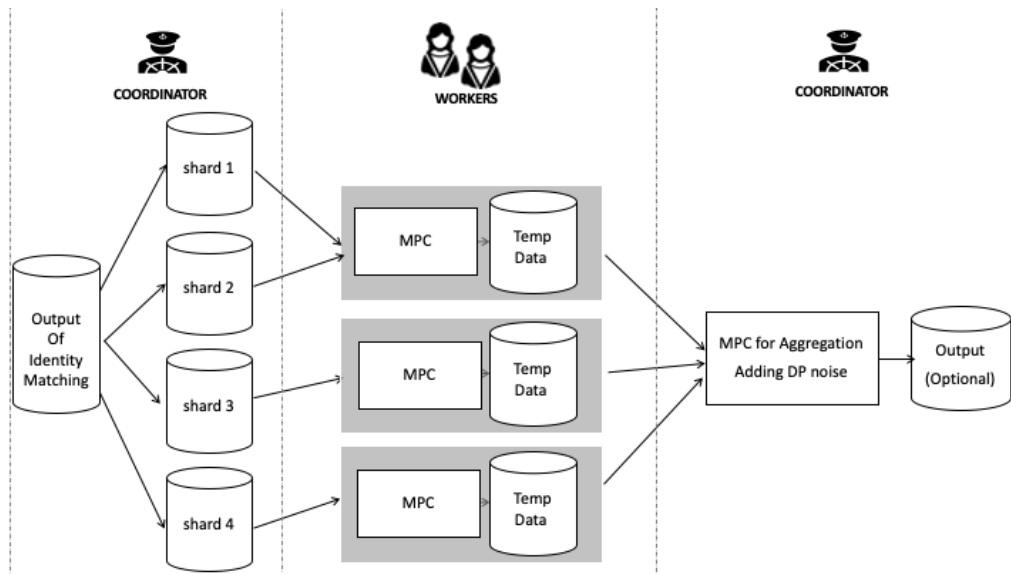 COORDINATOR
WORKERS
COORDINATOR
shard 1
shard 2
shard 3
shard 4
Output
Of
Identity
Matching
MPC
Temp
Data
MPC
Temp
Data
MPC
Temp
Data
MPC for Aggregation
Adding DP noise
Output
(Optional)